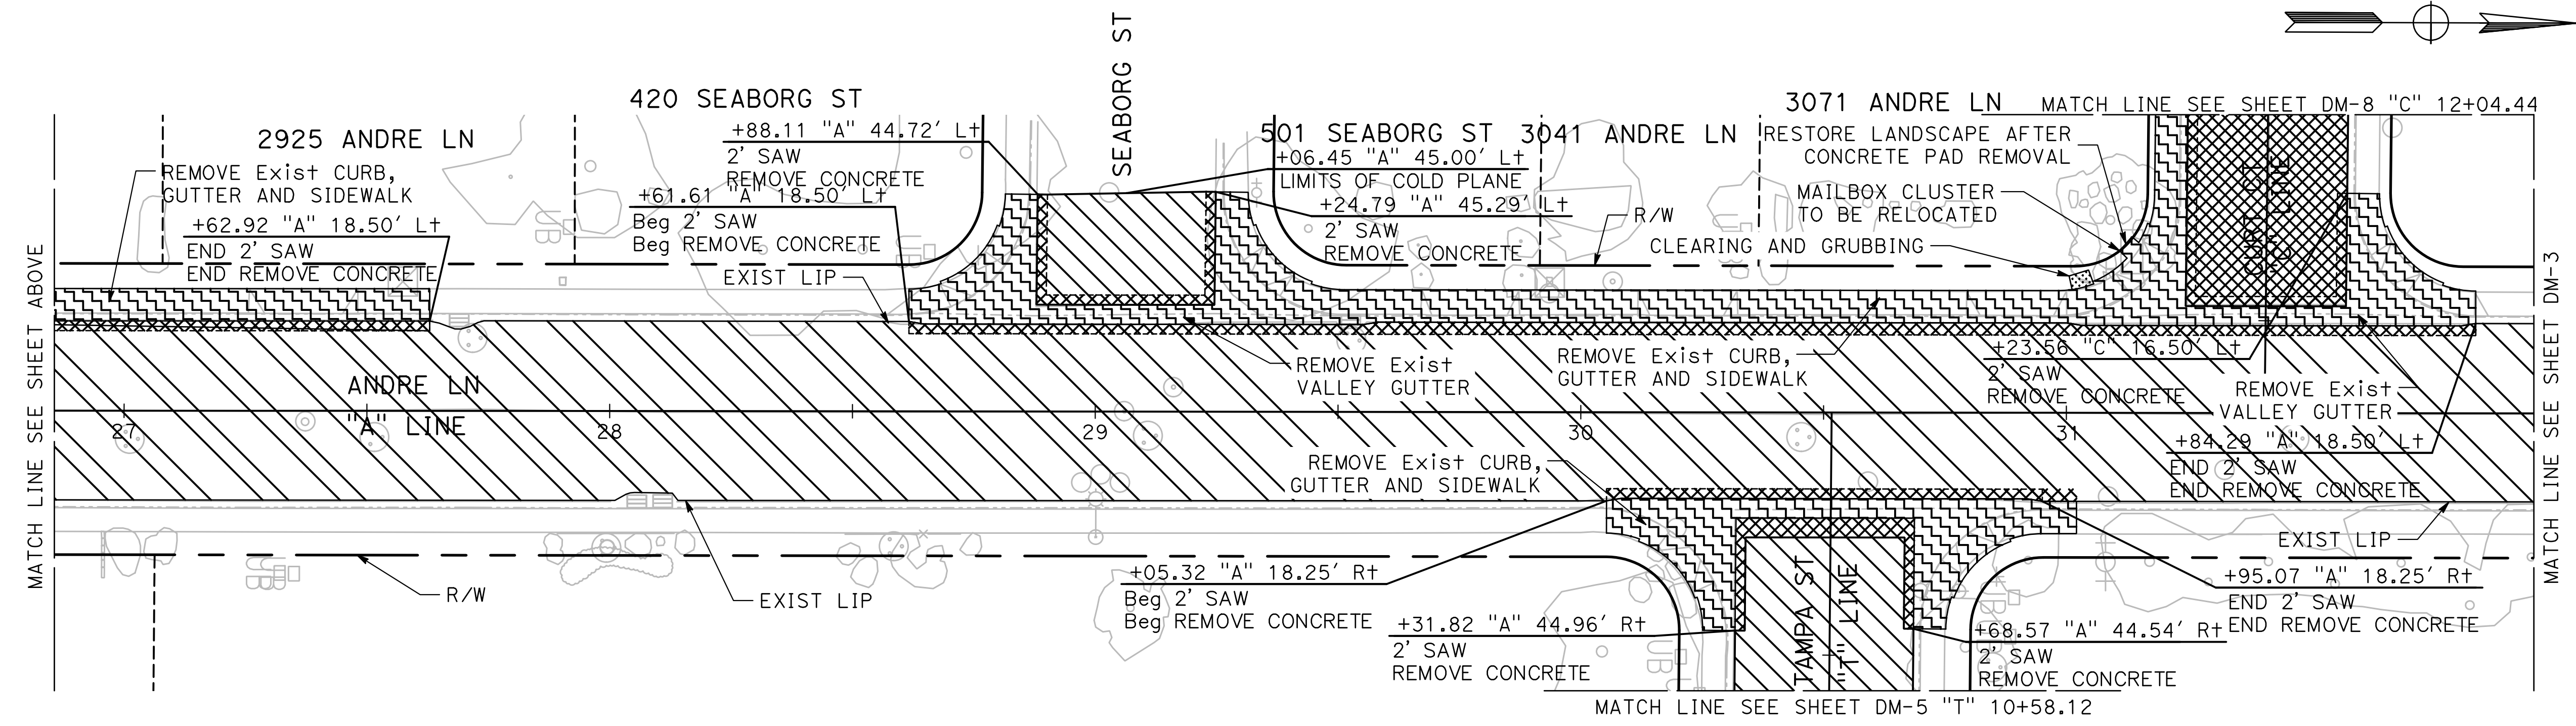 SEABORG ST
420 SEABORG ST
3071 ANDRE LN
MATCH LINE SEE SHEET DM-8 "C" 12+04.44
2925 ANDRE LN
+88.11 "A" 44.72' Lt
2' SAW
REMOVE CONCRETE
501 SEABORG ST
3041 ANDRE LN
RESTORE LANDSCAPE AFTER
CONCRETE PAD REMOVAL
REMOVE Exist CURB,
GUTTER AND SIDEWALK
+06.45 "A" 45.00' Lt
LIMITS OF COLD PLANE
+61.61 "A" 18.50' Lt
Beg 2' SAW
Beg REMOVE CONCRETE
+24.79 "A" 45.29' Lt
2' SAW
REMOVE CONCRETE
R/W
MAILBOX CLUSTER
TO BE RELOCATED
CLEARING AND GRUBBING
+62.92 "A" 18.50' Lt
END 2' SAW
END REMOVE CONCRETE
EXIST LIP
CURT CT
"C" LINE
MATCH LINE SEE SHEET ABOVE
MATCH LINE SEE SHEET DM-3
REMOVE Exist
VALLEY GUTTER
REMOVE Exist CURB,
GUTTER AND SIDEWALK
+23.56 "C" 16.50' Lt
2' SAW
REMOVE CONCRETE
REMOVE Exist
VALLEY GUTTER
ANDRE LN
"A" LINE
27
28
29
30
31
+84.29 "A" 18.50' Lt
END 2' SAW
END REMOVE CONCRETE
REMOVE Exist CURB,
GUTTER AND SIDEWALK
EXIST LIP
R/W
EXIST LIP
+05.32 "A" 18.25' Rt
Beg 2' SAW
Beg REMOVE CONCRETE
+95.07 "A" 18.25' Rt
END 2' SAW
END REMOVE CONCRETE
+31.82 "A" 44.96' Rt
2' SAW
REMOVE CONCRETE
TAMPA ST
"T" LINE
+68.57 "A" 44.54' Rt
2' SAW
REMOVE CONCRETE
MATCH LINE SEE SHEET DM-5 "T" 10+58.12